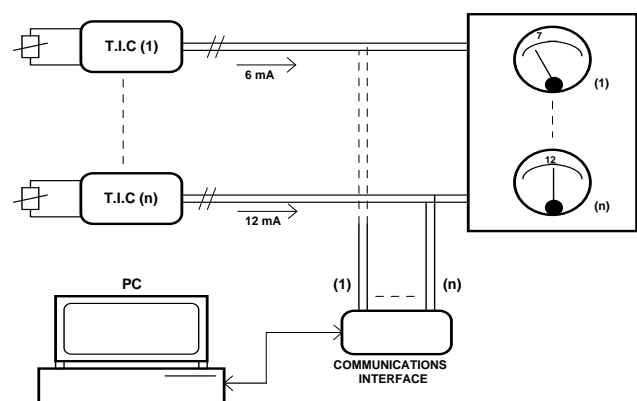 T.I.C (1)
6 mA
7
(1)
T.I.C (n)
12 mA
12
(n)
PC
(1)
(n)
COMMUNICATIONS
INTERFACE